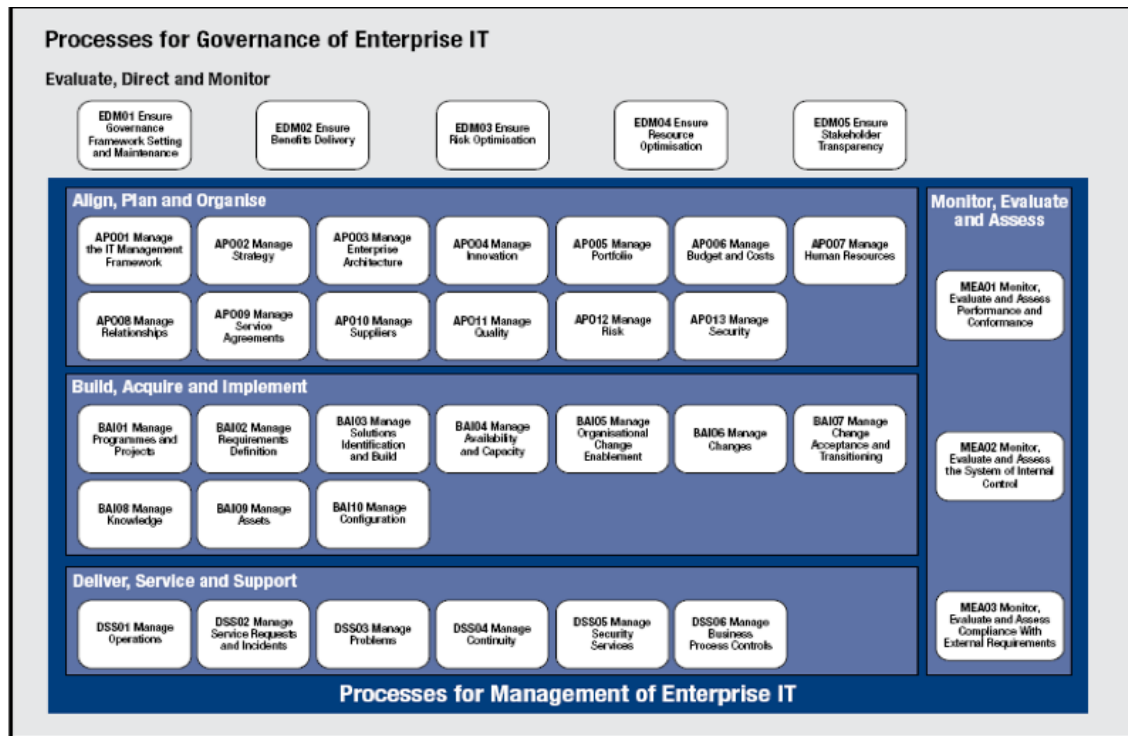 Processes for Governance of Enterprise IT
Evaluate, Direct and Monitor
EDM01 Ensure
Governance
Framework Setting
and Maintenance
EDM02 Ensure
Benefits Delivery
EDM03 Ensure
Risk Optimisation
EDM04 Ensure
Resource
Optimisation
EDM05 Ensure
Stakeholder
Transparency
Align, Plan and Organise
APO01 Manage
the IT Management
Framework
APO02 Manage
Strategy
APO03 Manage
Enterprise
Architecture
APO04 Manage
Innovation
APO05 Manage
Portfolio
APO06 Manage
Budget and Costs
APO07 Manage
Human Resources
APO08 Manage
Relationships
APO09 Manage
Service
Agreements
APO10 Manage
Suppliers
APO11 Manage
Quality
APO12 Manage
Risk
APO13 Manage
Security
Build, Acquire and Implement
BAI01 Manage
Programmes and
Projects
BAI02 Manage
Requirements
Definition
BAI03 Manage
Solutions
Identification
and Build
BAI04 Manage
Availability
and Capacity
BAI05 Manage
Organisational
Change
Enablement
BAI06 Manage
Changes
BAI07 Manage
Change
Acceptance and
Transitioning
BAI08 Manage
Knowledge
BAI09 Manage
Assets
BAI10 Manage
Configuration
Deliver, Service and Support
DSS01 Manage
Operations
DSS02 Manage
Service Requests
and Incidents
DSS03 Manage
Problems
DSS04 Manage
Continuity
DSS05 Manage
Security
Services
DSS06 Manage
Business
Process Controls
Monitor, Evaluate
and Assess
MEA01 Monitor,
Evaluate and Assess
Performance and
Conformance
MEA02 Monitor,
Evaluate and Assess
the System of Internal
Control
MEA03 Monitor,
Evaluate and Assess
Compliance With
External Requirements
Processes for Management of Enterprise IT